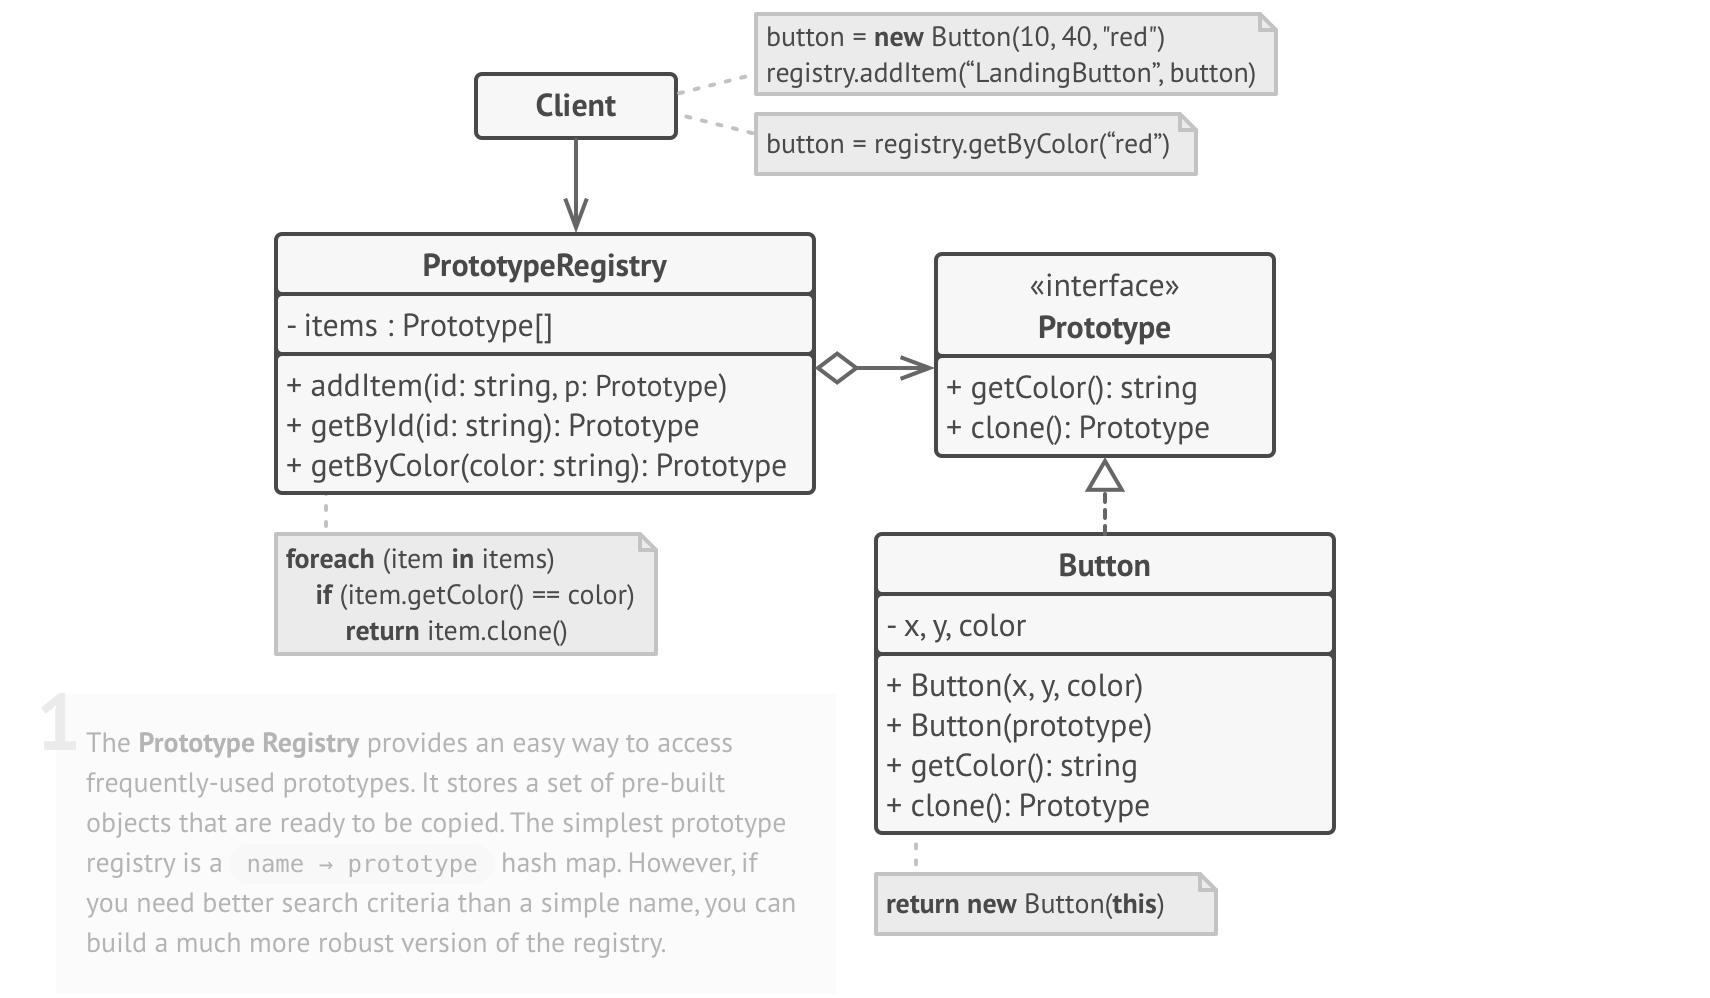 button = new Button(10, 40, "red")
registry.addItem(“LandingButton”, button)
Client
button = registry.getByColor(“red”)
PrototypeRegistry
- items : Prototype[]
+ addItem(id: string, p: Prototype)
+ getById(id: string): Prototype
+ getByColor(color: string): Prototype
«interface»
Prototype
+ getColor(): string
+ clone(): Prototype
foreach (item in items)
if (item.getColor() == color)
return item.clone()
Button
- x, y, color
+ Button(x, y, color)
+ Button(prototype)
+ getColor(): string
+ clone(): Prototype
return new Button(this)
1
The Prototype Registry provides an easy way to access
frequently-used prototypes. It stores a set of pre-built
objects that are ready to be copied. The simplest prototype
registry is a name → prototype hash map. However, if
you need better search criteria than a simple name, you can
build a much more robust version of the registry.